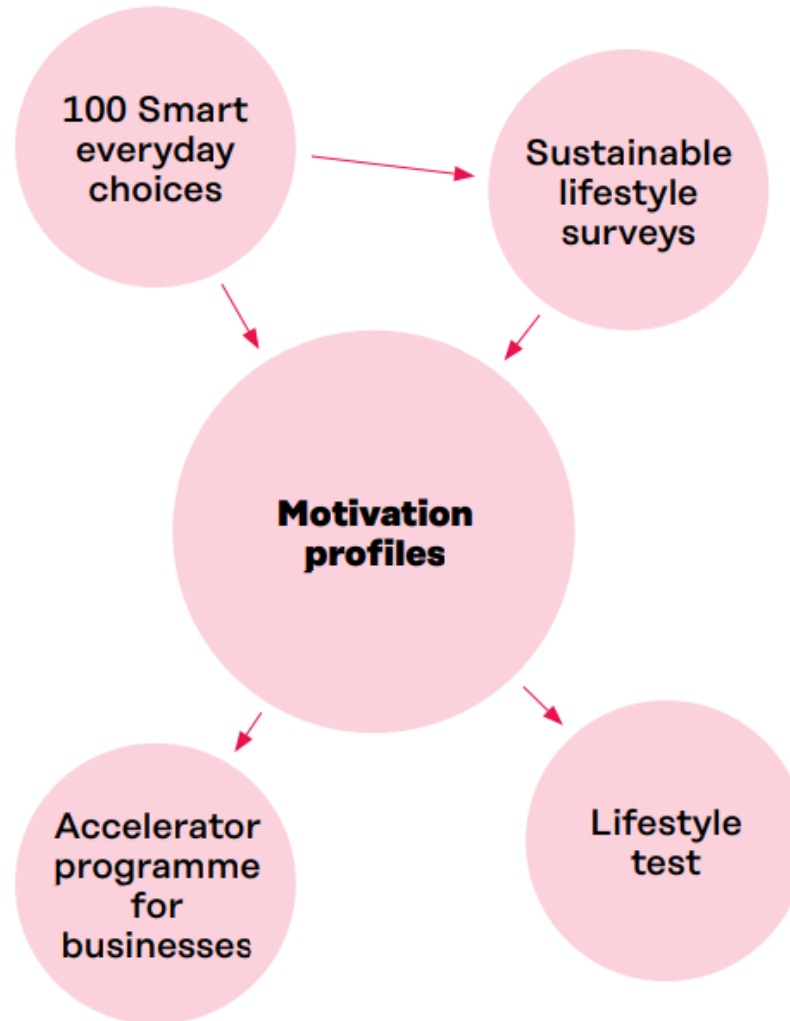 100 Smart
everyday
choices
Sustainable
lifestyle
surveys
Motivation
profiles
Accelerator
programme
for
businesses
Lifestyle
test